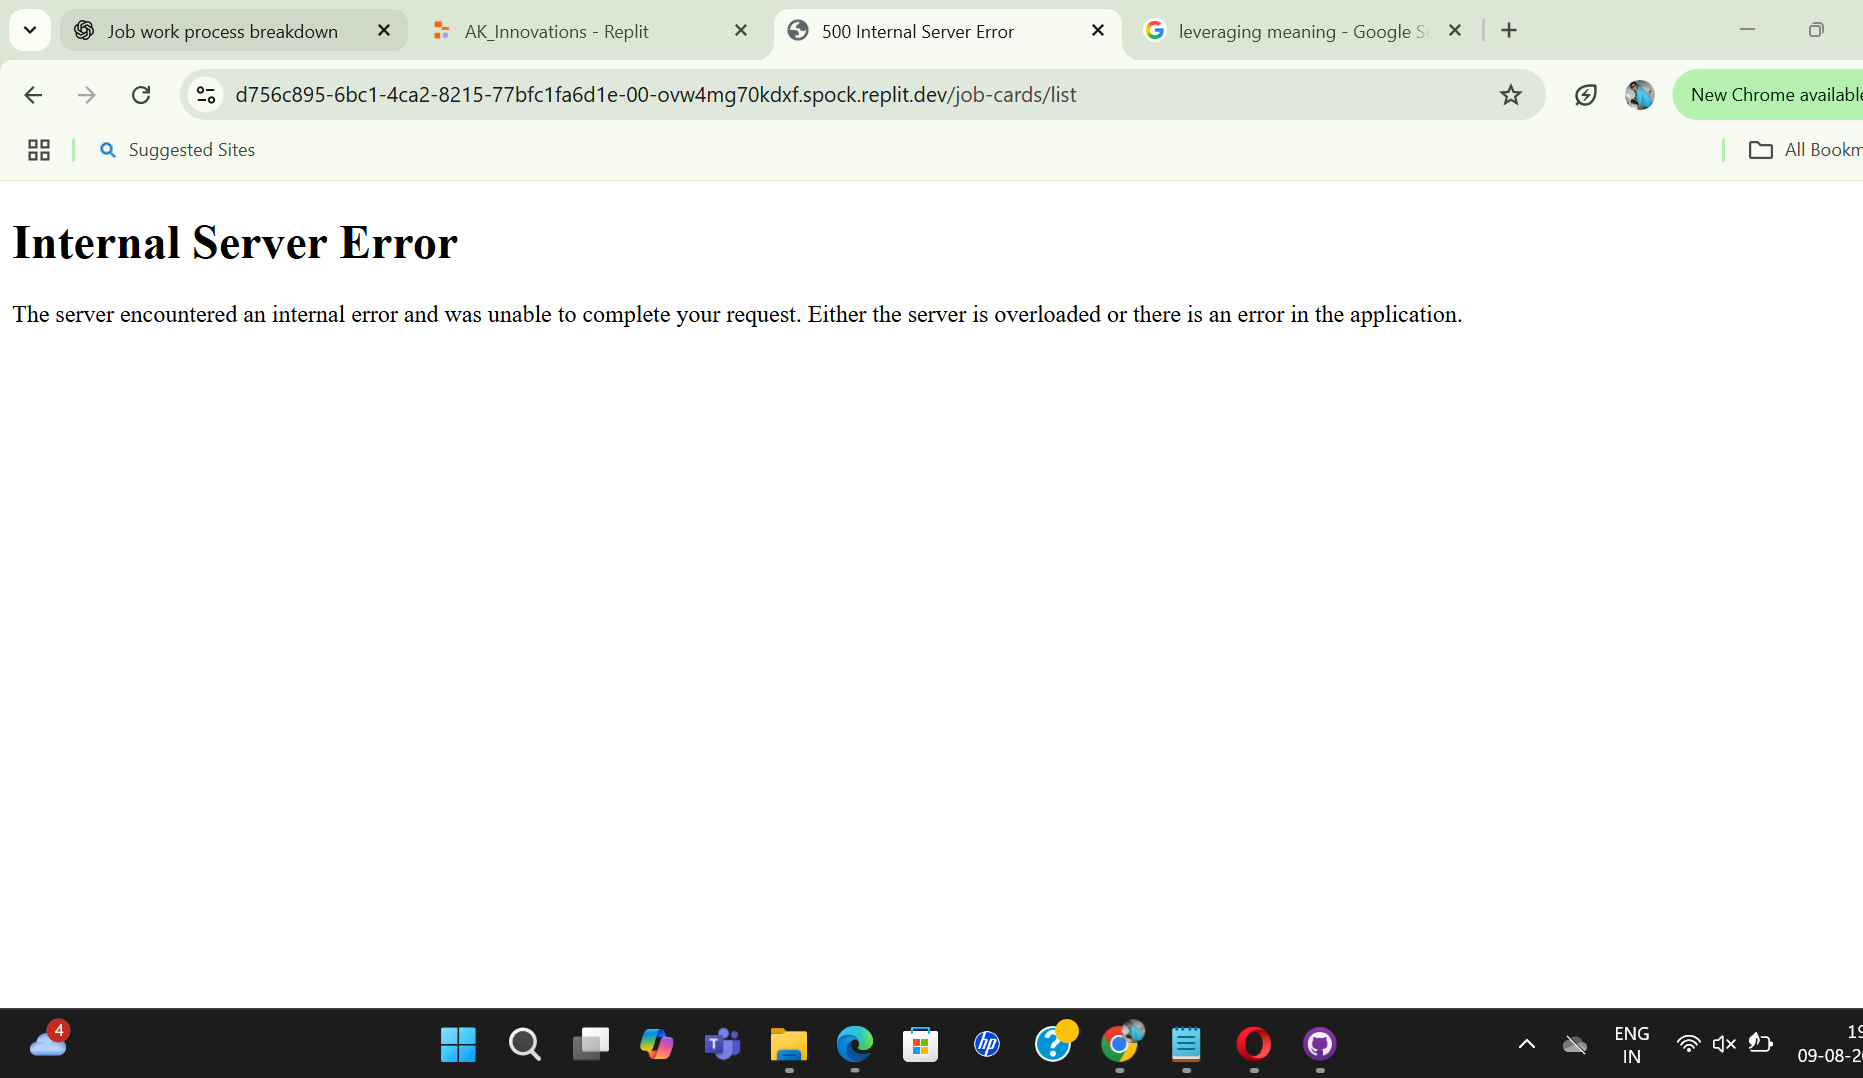 Job work process breakdown
AK_Innovations - Replit
500 Internal Server Error
leveraging meaning - Google
d756c895-6bc1-4ca2-8215-77bfc1fa6d1e-00-ovw4mg70kdxf.spock.replit.dev/job-cards/list
New Chrome available
Suggested Sites
All Bookm
Internal Server Error
The server encountered an internal error and was unable to complete your request. Either the server is overloaded or there is an error in the application.
4
T
hp
?
ENG
IN
19
09-08-2